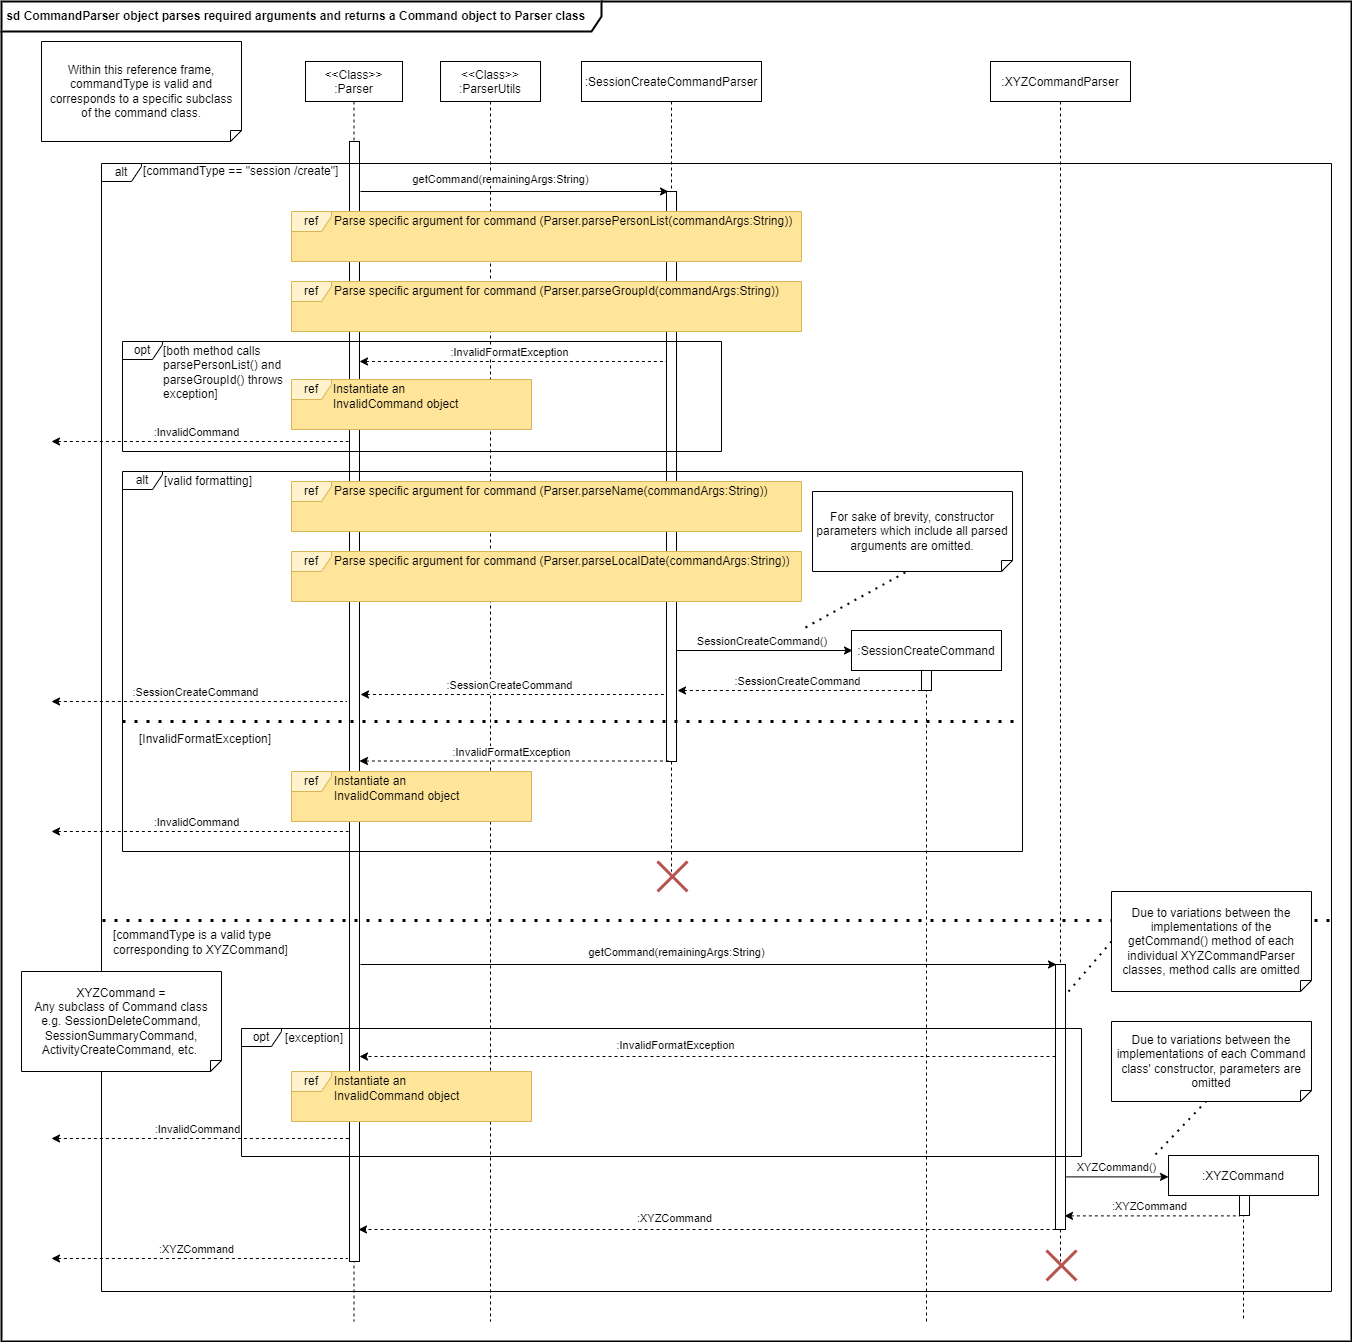 sd CommandParser object parses required arguments and returns a Command object to Parser class
Within this reference frame,
commandType is valid and
corresponds to a specific subclass
of the command class.
<<Class>>
:Parser
<<Class>>
:ParserUtils
:SessionCreateCommandParser
:XYZCommandParser
alt
[commandType == "session /create"]
getCommand(remainingArgs:String)
ref
Parse specific argument for command (Parser.parsePersonList(commandArgs:String))
ref
Parse specific argument for command (Parser.parseGroupId(commandArgs:String))
opt
[both method calls
parsePersonList() and
parseGroupId() throws
exception]
:InvalidFormatException
ref
Instantiate an
InvalidCommand object
:InvalidCommand
alt
[valid formatting]
ref
Parse specific argument for command (Parser.parseName(commandArgs:String))
For sake of brevity, constructor
parameters which include all parsed
arguments are omitted.
ref
Parse specific argument for command (Parser.parseLocalDate(commandArgs:String))
SessionCreateCommand()
:SessionCreateCommand
:SessionCreateCommand
:SessionCreateCommand
:SessionCreateCommand
[InvalidFormatException]
:InvalidFormatException
ref
Instantiate an
InvalidCommand object
:InvalidCommand
[commandType is a valid type
corresponding to XYZCommand]
getCommand(remainingArgs:String)
Due to variations between the
implementations of the
getCommand() method of each
individual XYZCommandParser
classes, method calls are omitted
XYZCommand =
Any subclass of Command class
e.g. SessionDeleteCommand,
SessionSummaryCommand,
ActivityCreateCommand, etc.
opt
[exception]
:InvalidFormatException
Due to variations between the
implementations of each Command
class' constructor, parameters are
omitted
ref
Instantiate an
InvalidCommand object
:InvalidCommand
XYZCommand()
:XYZCommand
:XYZCommand
:XYZCommand
:XYZCommand